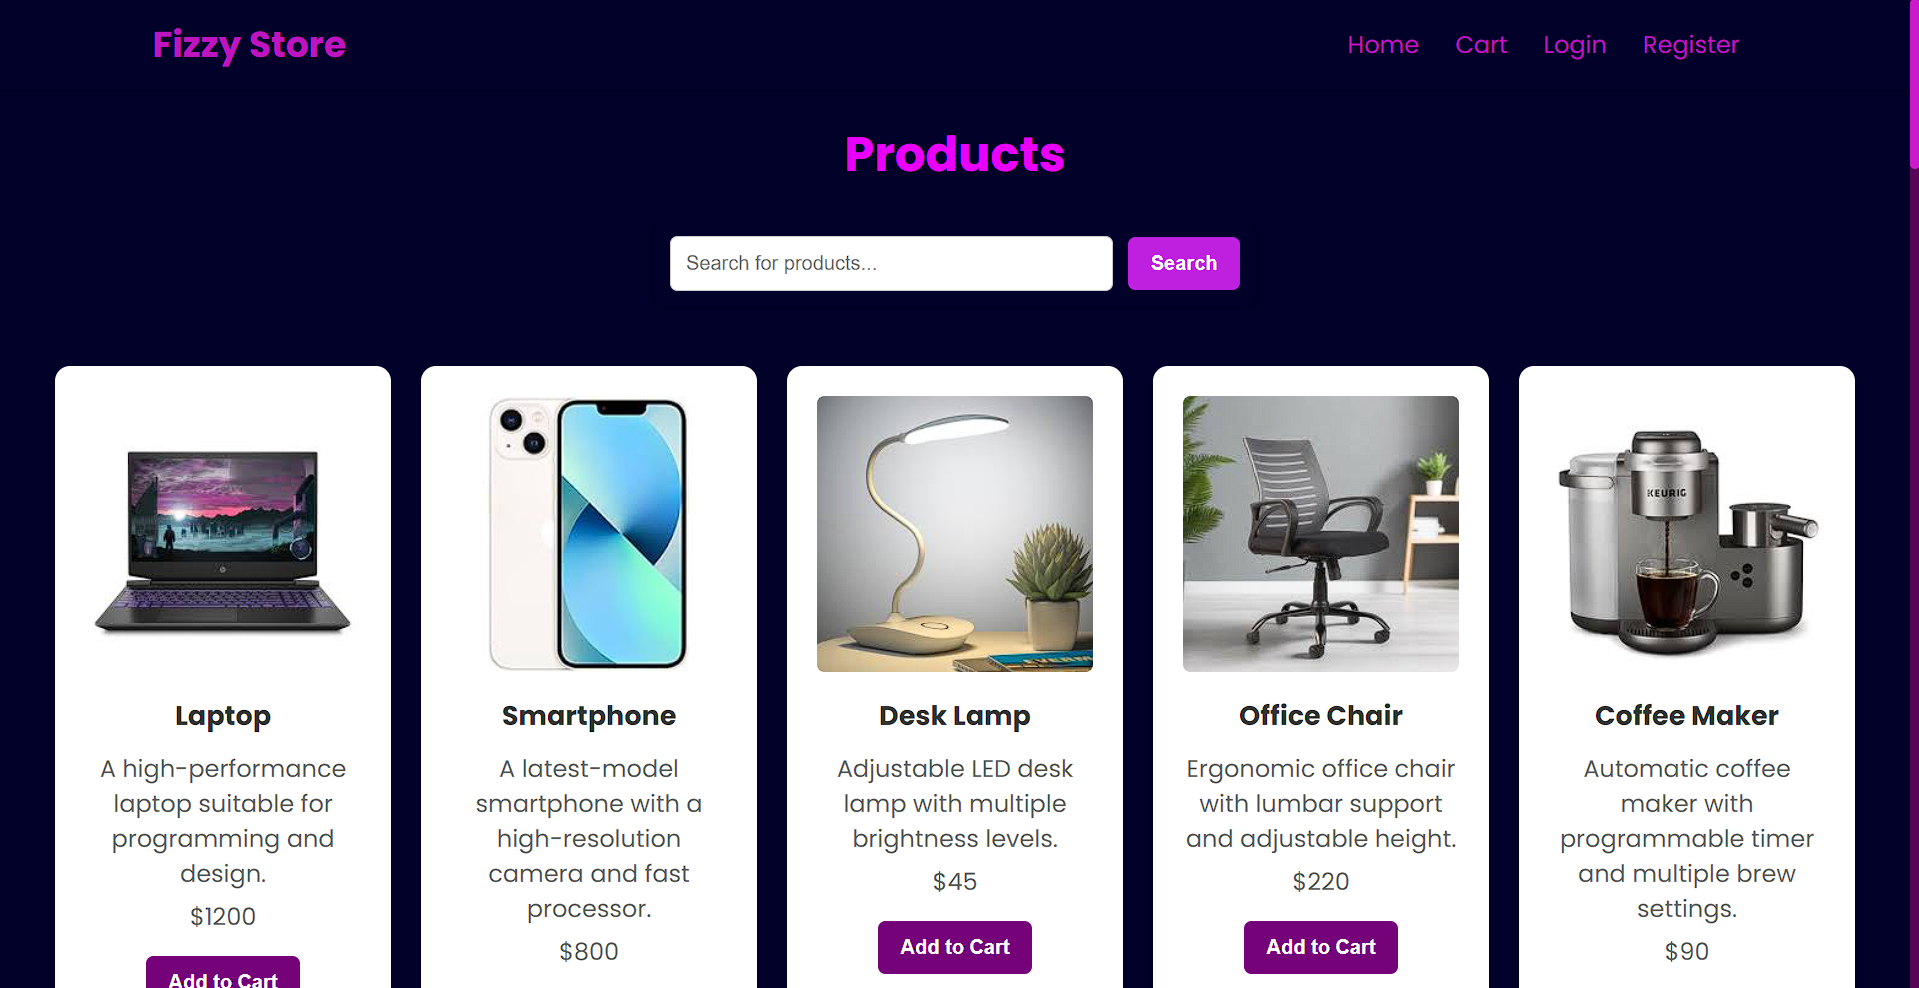 Fizzy Store
Home Cart Login Register
Products
Search for products...
Search
KEURIG
Laptop
A high-performance
laptop suitable for
programming and
design.
$1200
Add to Cart
Smartphone
A latest-model
smartphone with a
high-resolution
camera and fast
processor.
$800
Desk Lamp
Adjustable LED desk
lamp with multiple
brightness levels.
$45
Add to Cart
Office Chair
Ergonomic office chair
with lumbar support
and adjustable height.
$220
Add to Cart
Coffee Maker
Automatic coffee
maker with
programmable timer
and multiple brew
settings.
$90